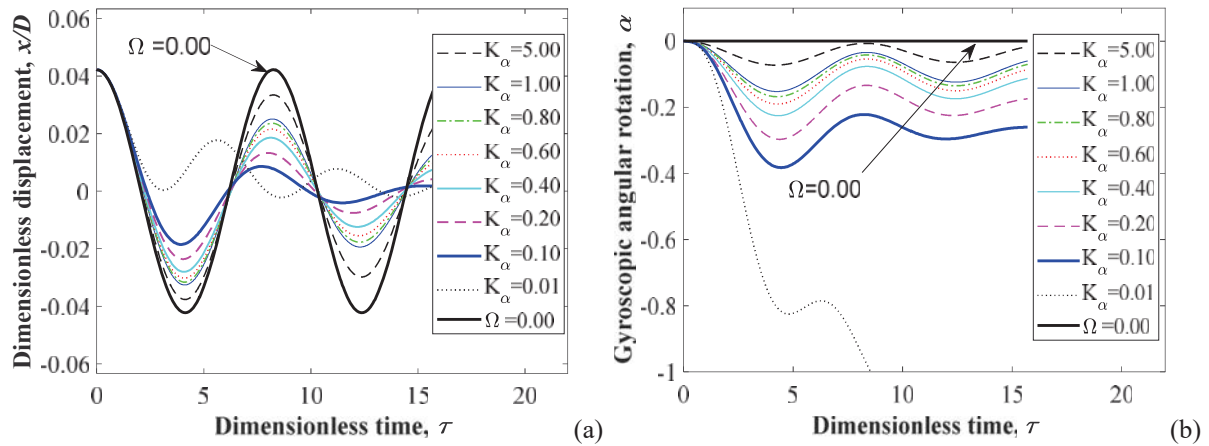 Dimensionless displacement, x/D
0.06
0.04
0.02
0
-0.02
-0.04
-0.06
0
5
10
15
20
Dimensionless time, τ
Ω =0.00
K_α=5.00
K_α=1.00
K_α=0.80
K_α=0.60
K_α=0.40
K_α=0.20
K_α=0.10
K_α=0.01
Ω =0.00
(a)
Gyroscopic angular rotation, α
0
-0.2
-0.4
-0.6
-0.8
-1
0
5
10
15
20
Dimensionless time, τ
Ω=0.00
K_α=5.00
K_α=1.00
K_α=0.80
K_α=0.60
K_α=0.40
K_α=0.20
K_α=0.10
K_α=0.01
Ω =0.00
(b)